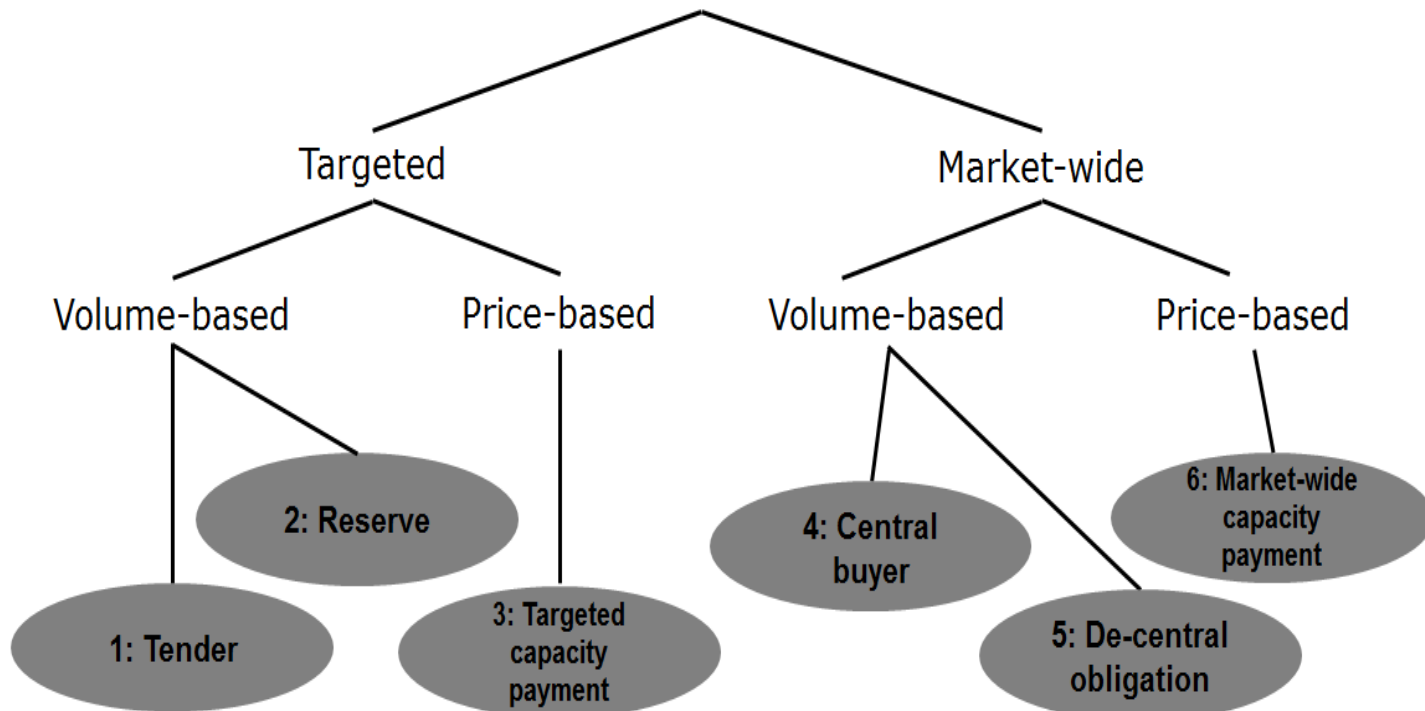 Targeted
Market-wide
Volume-based
Price-based
Volume-based
Price-based
2: Reserve
1: Tender
3: Targeted
capacity
payment
4: Central
buyer
5: De-central
obligation
6: Market-wide
capacity
payment